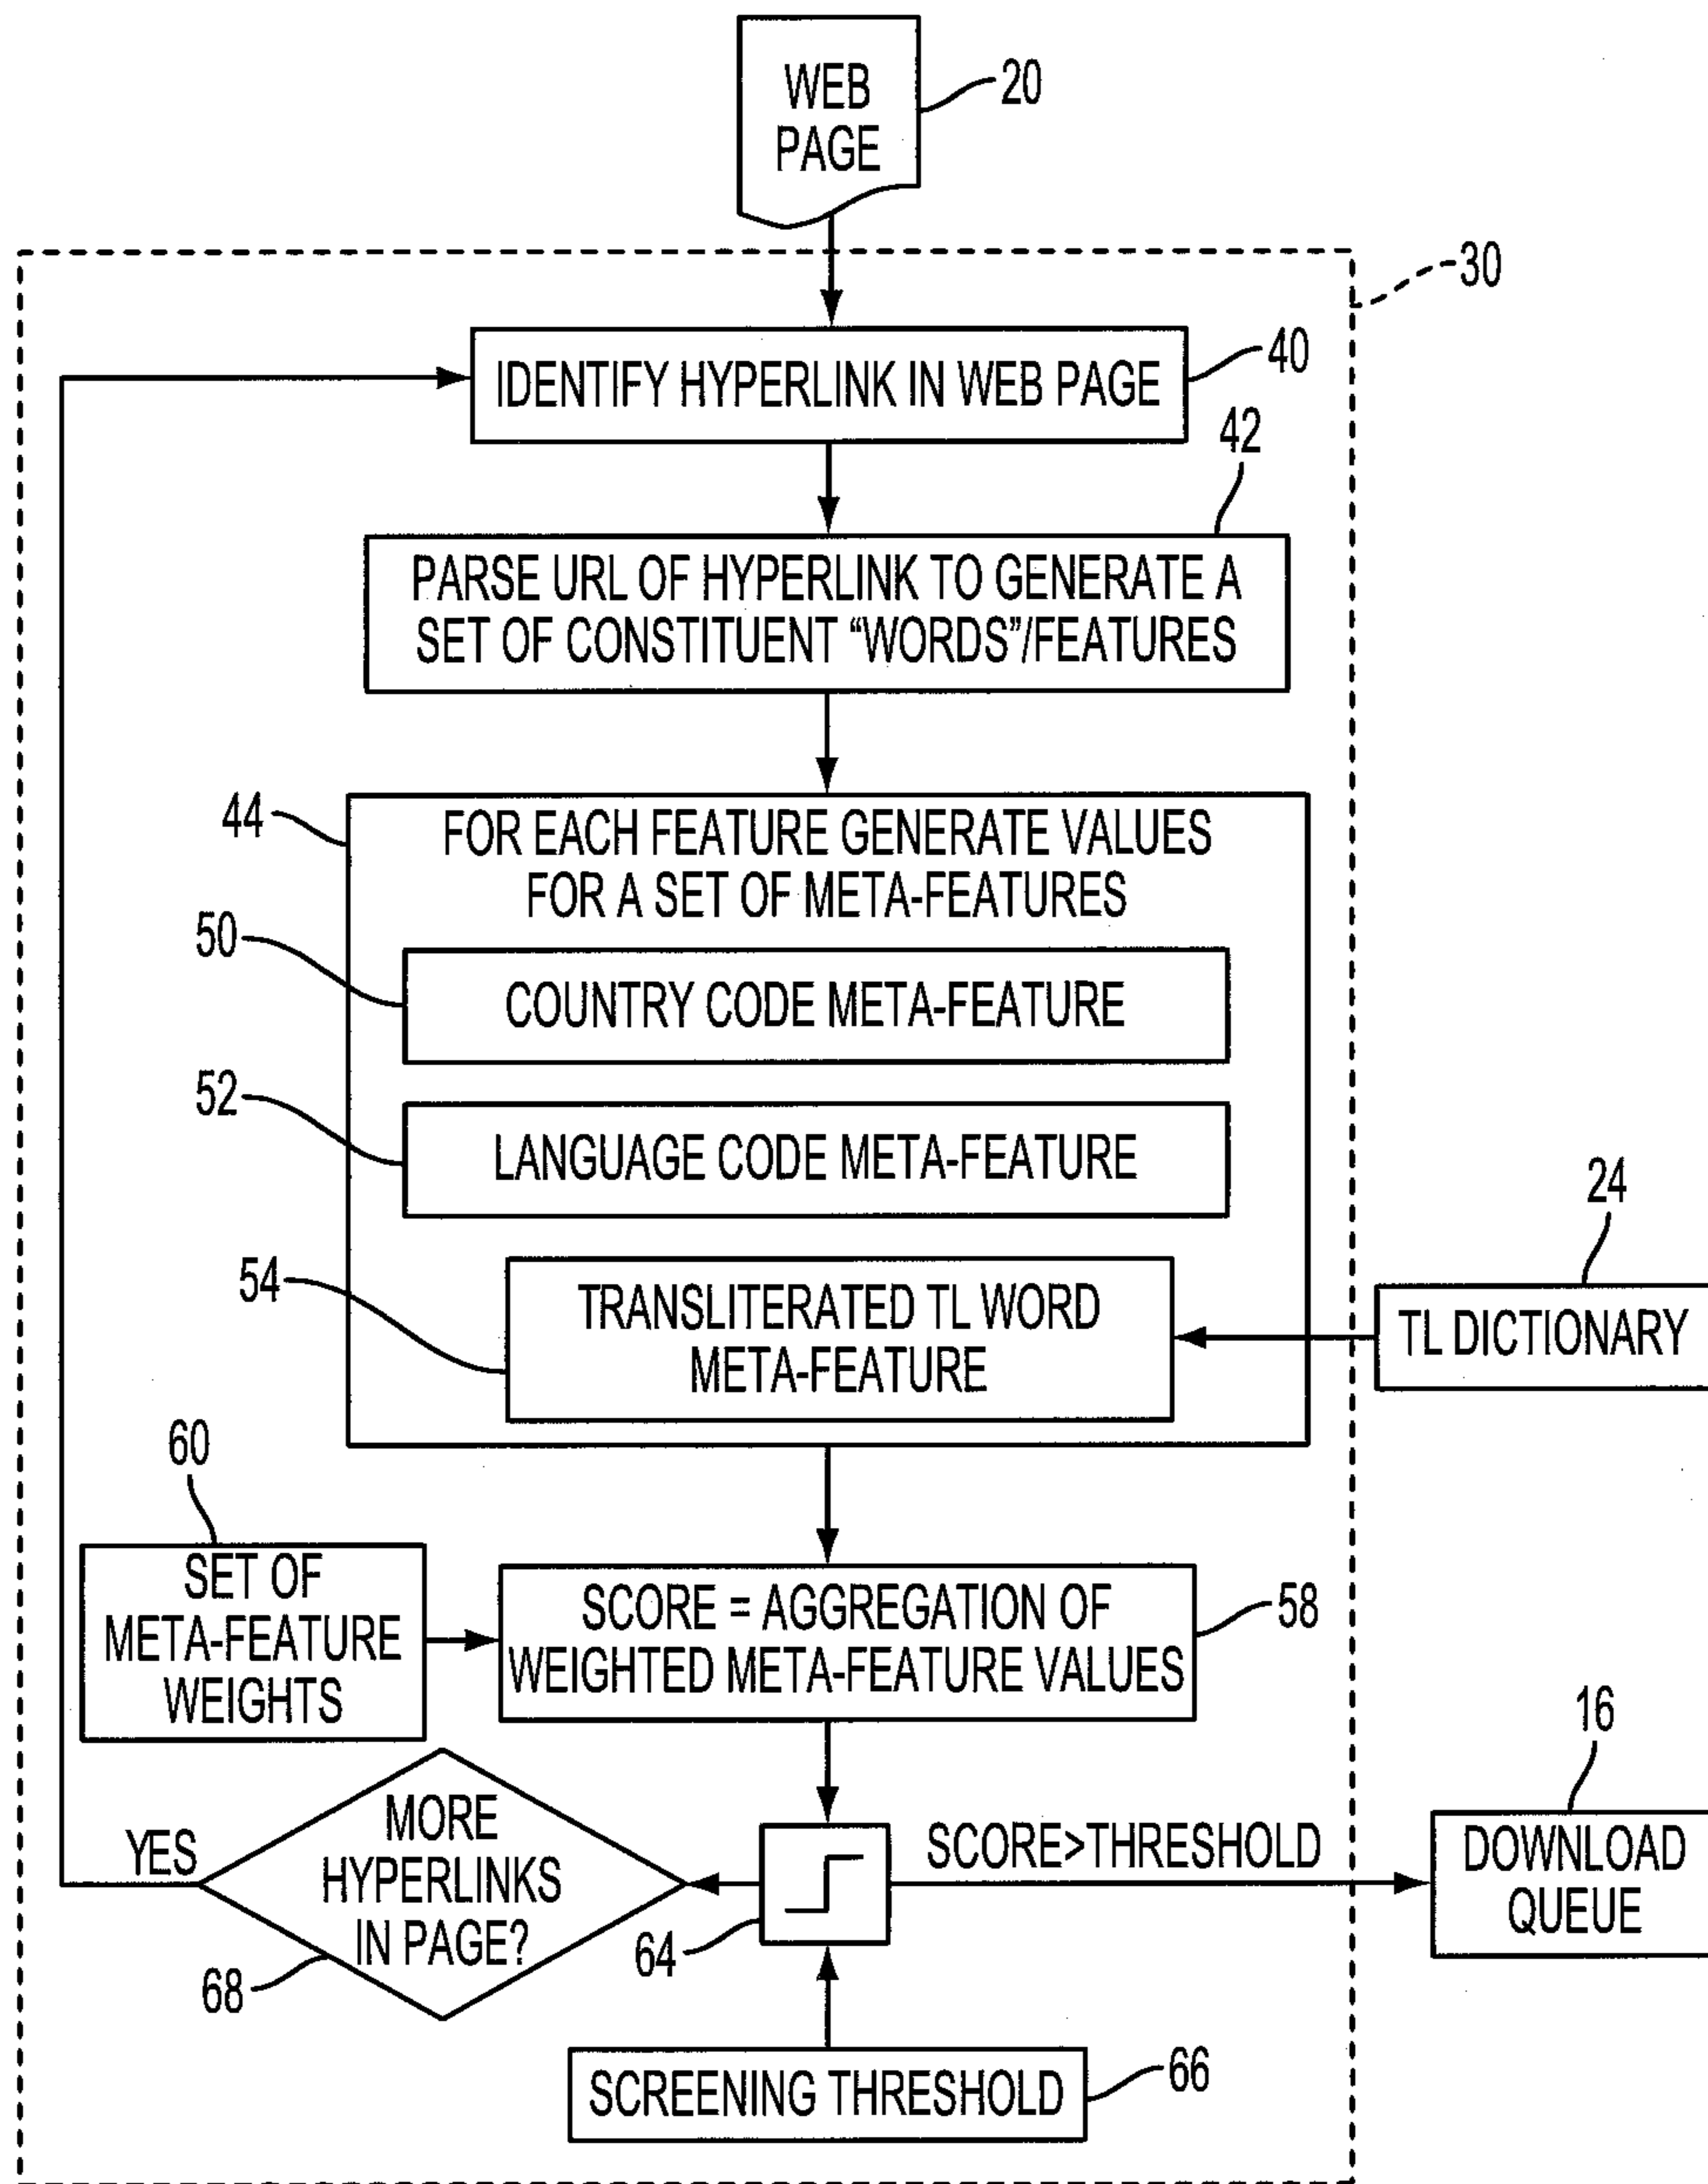 WEB
PAGE
20
30
IDENTIFY HYPERLINK IN WEB PAGE
40
42
PARSE URL OF HYPERLINK TO GENERATE A
SET OF CONSTITUENT “WORDS”/FEATURES
44
FOR EACH FEATURE GENERATE VALUES
FOR A SET OF META-FEATURES
50
COUNTRY CODE META-FEATURE
52
LANGUAGE CODE META-FEATURE
54
TRANSLITERATED TL WORD
META-FEATURE
24
TL DICTIONARY
60
SET OF
META-FEATURE
WEIGHTS
SCORE = AGGREGATION OF
WEIGHTED META-FEATURE VALUES
58
YES
MORE
HYPERLINKS
IN PAGE?
68
64
SCORE>THRESHOLD
16
DOWNLOAD
QUEUE
SCREENING THRESHOLD
66